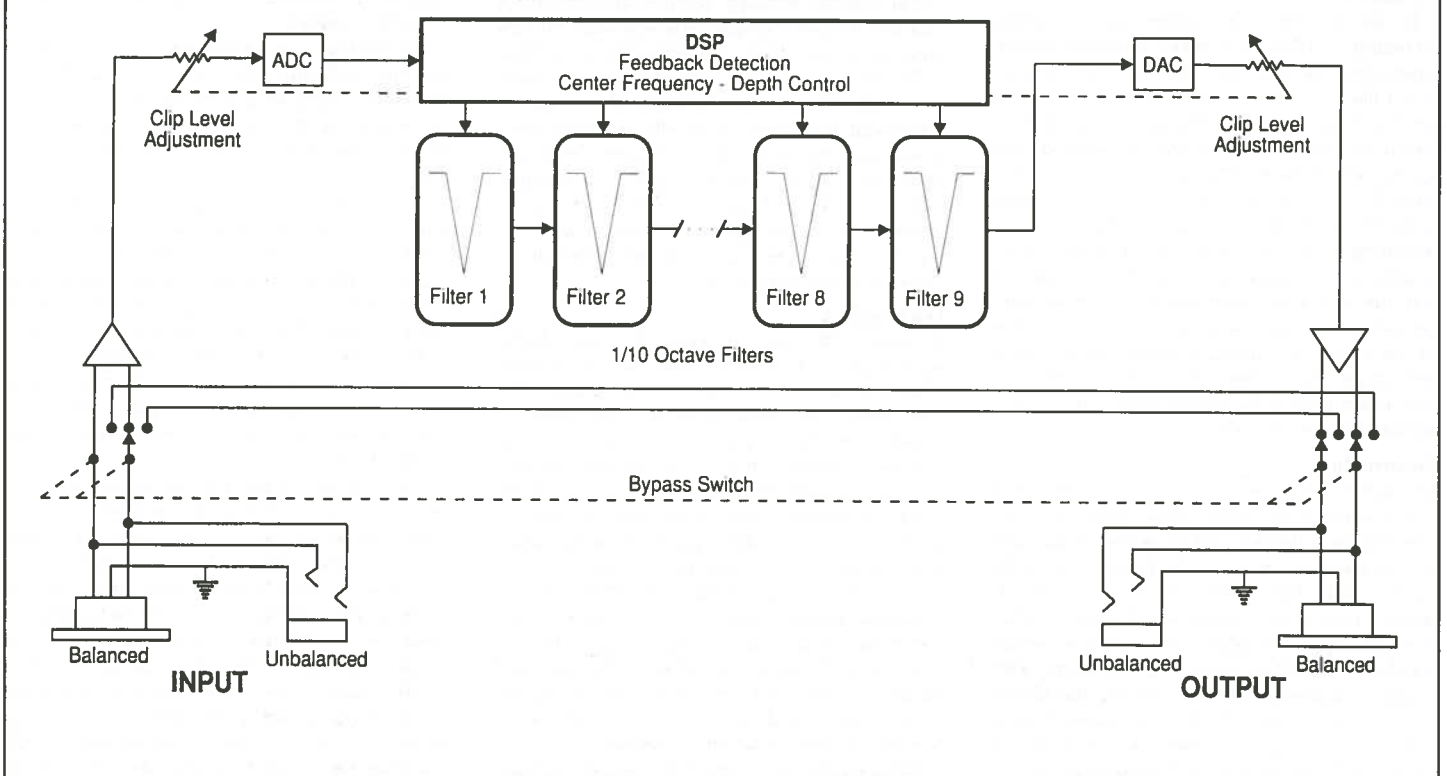 DSP
Feedback Detection
Center Frequency - Depth Control
ADC
DAC
Clip Level
Adjustment
Clip Level
Adjustment
Filter 1
Filter 2
Filter 8
Filter 9
1/10 Octave Filters
Bypass Switch
Balanced
Unbalanced
INPUT
Unbalanced
Balanced
OUTPUT